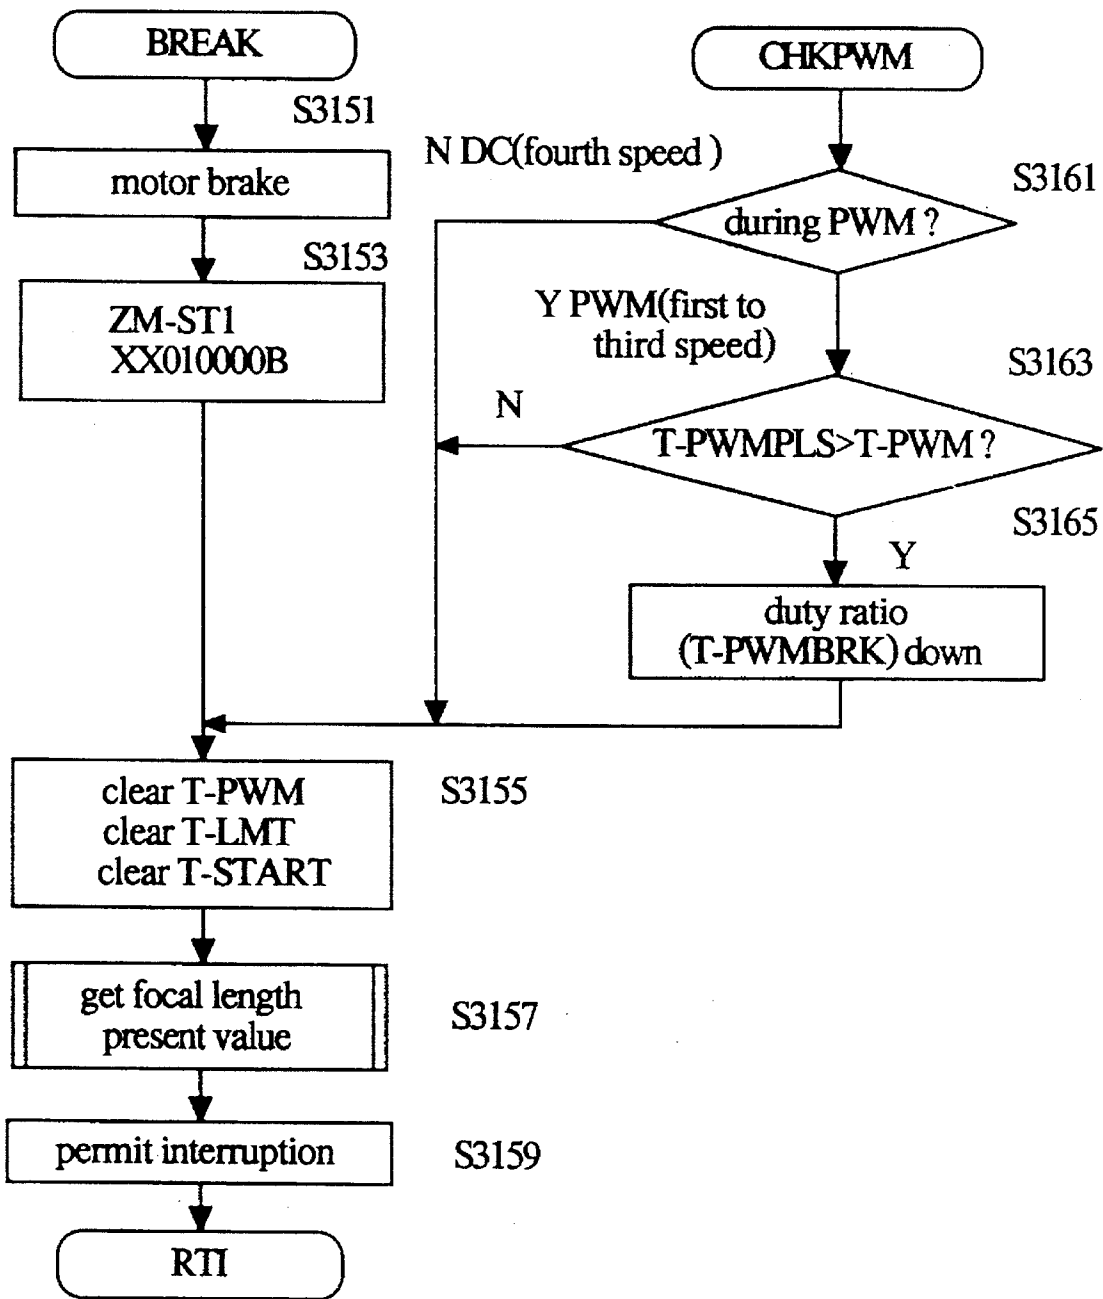 BREAK
S3151
motor brake
S3153
ZM-ST1
XX010000B
CHKPWM
N DC(fourth speed )
S3161
during PWM ?
Y PWM(first to
third speed)
S3163
N
T-PWMPLS>T-PWM ?
S3165
Y
duty ratio
(T-PWMBRK) down
clear T-PWM
clear T-LMT
clear T-START
S3155
get focal length
present value
S3157
permit interruption
S3159
RTI